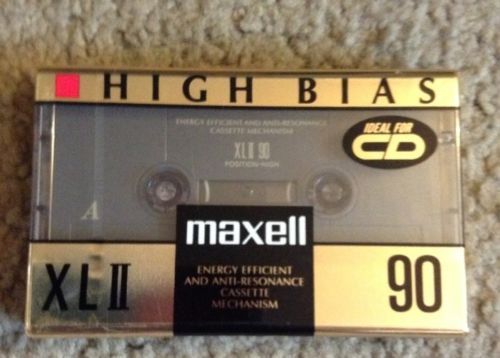 HIGH BIAS
ENERGY EFFICIENT AND ANTI-RESONANCE
CASSETTE MECHANISM
IDEAL FOR
CD
XLII 90
POSITION-HIGH
A
maxell
XLII
ENERGY EFFICIENT
AND ANTI-RESONANCE
CASSETTE
MECHANISM
90